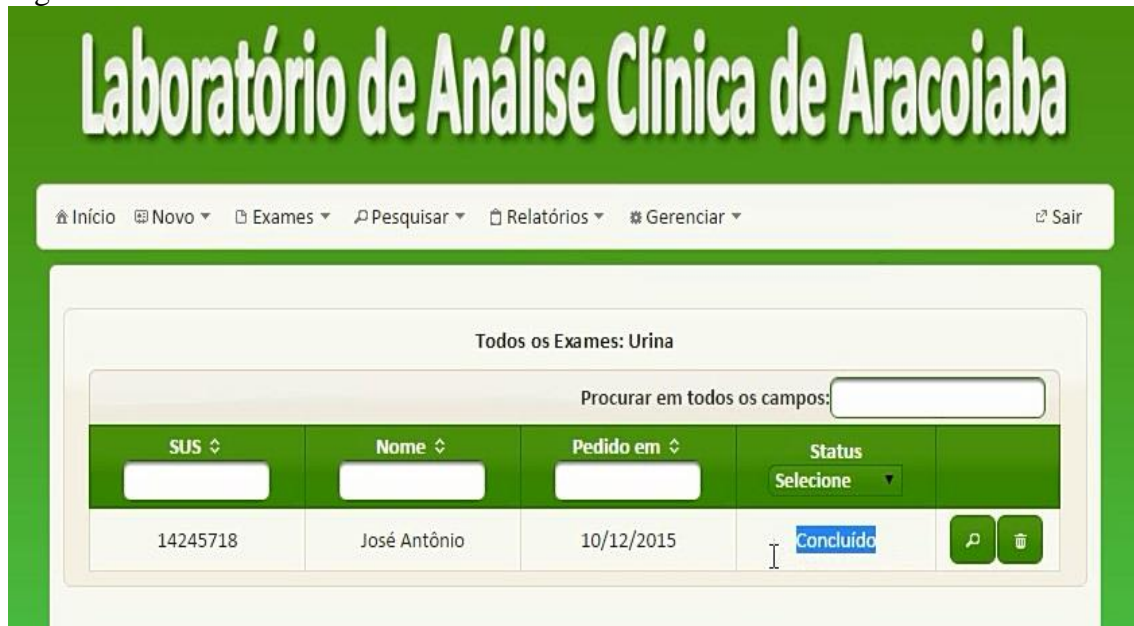 Laboratório de Análise Clínica de Aracoiaba
Início Novo Exames Pesquisar Relatórios Gerenciar Sair
Todos os Exames: Urina
Procurar em todos os campos:
SUS Nome Pedido em Status
Selecione
14245718 José Antônio 10/12/2015 Concluído